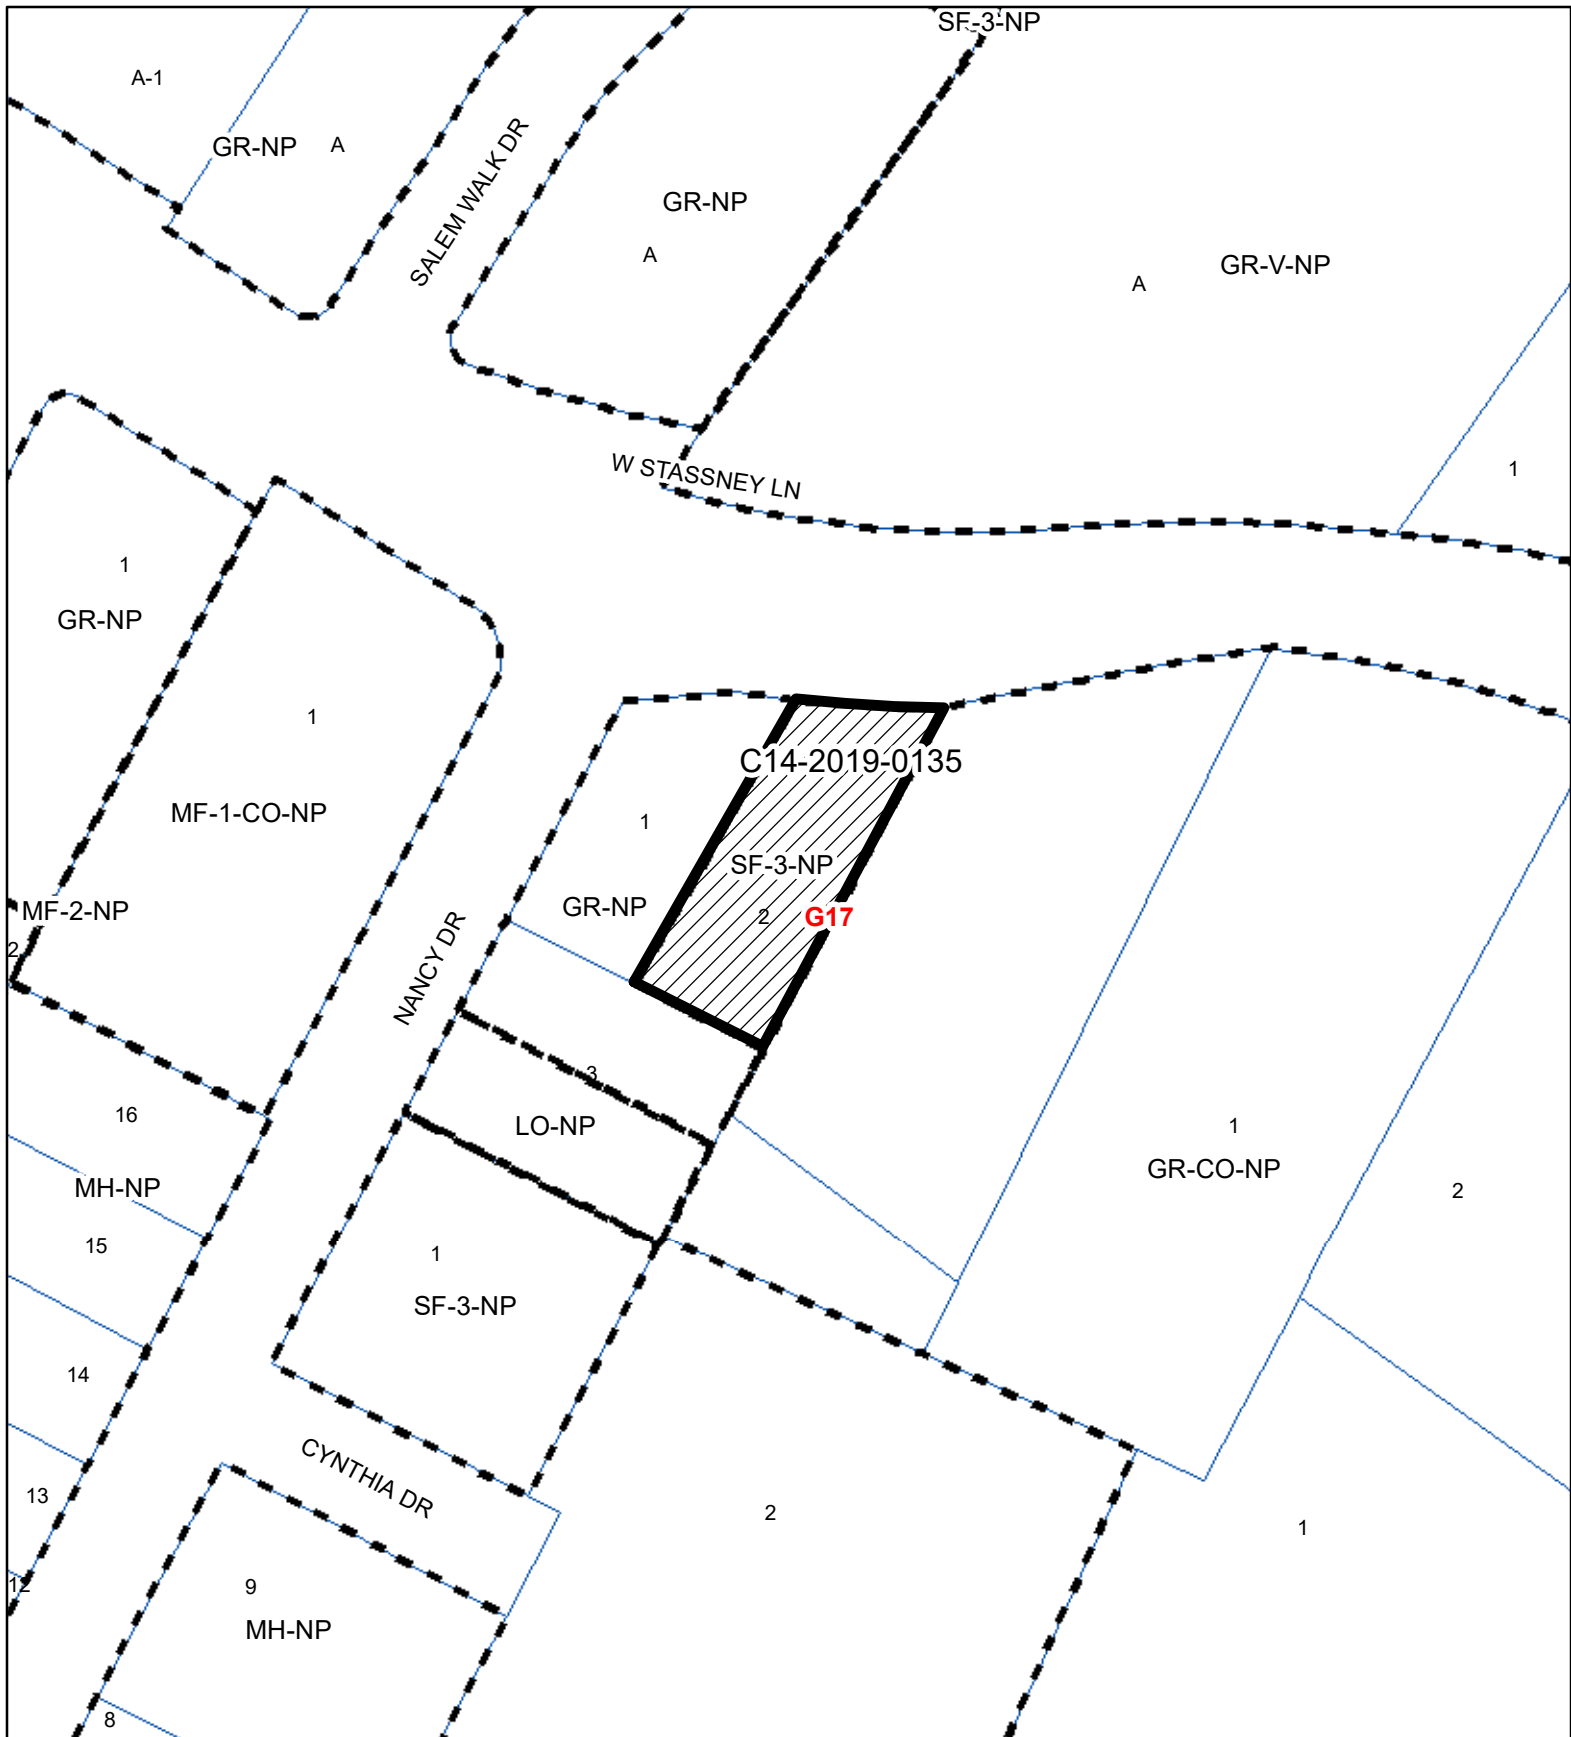 SF-3-NP
A-1
GR-NP
A
SALEM WALK DR
GR-NP
A
GR-V-NP
A
W STASSNEY LN
1
1
GR-NP
1
C14-2019-0135
MF-1-CO-NP
1
SF-3-NP
GR-NP
2
G17
MF-2-NP
2
NANCY DR
3
16
LO-NP
1
GR-CO-NP
MH-NP
2
15
1
SF-3-NP
14
CYNTHIA DR
13
2
1
12
9
MH-NP
8